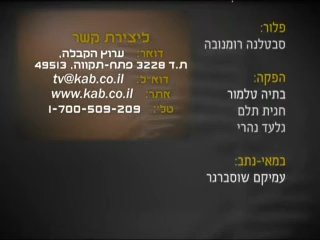 פלור:
סבטלנה רומנובה
הפקה:
בתיה טלמור
חגית תלם
גלעד נהרי
במאי-נתב:
עמיקם שוסברגר
ליצירת קשר
דואר: ערוץ הקבלה,
ת.ד 3228 פתח-תקווה, 49513
דוא"ל: tv@kab.co.il
אתר: www.kab.co.il
טל: 1-700-509-209